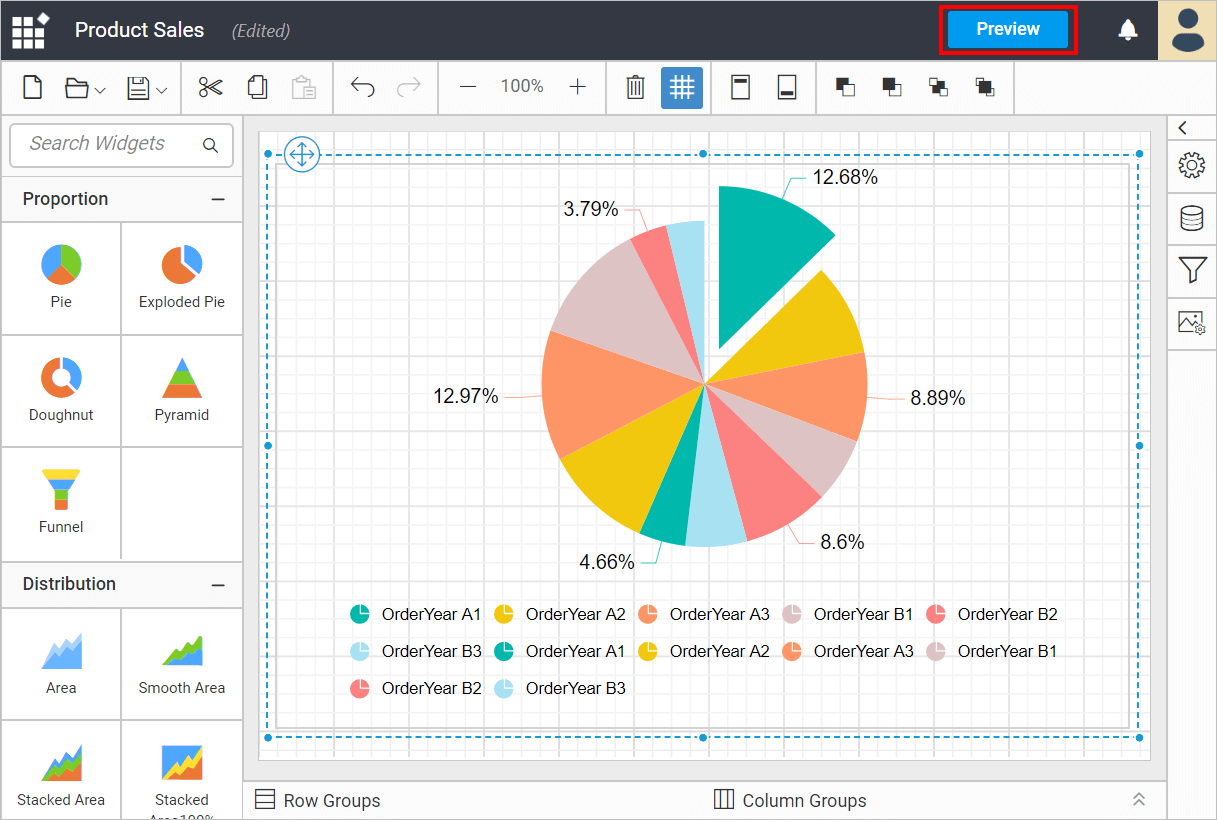 Product Sales (Edited) Preview
100%
Search Widgets
Proportion
Pie Exploded Pie
Doughnut Pyramid
Funnel
Distribution
Area Smooth Area
Stacked Area Stacked
Area100%
12.68%
3.79%
12.97%
8.89%
8.6%
4.66%
OrderYear A1 OrderYear A2 OrderYear A3 OrderYear B1 OrderYear B2
OrderYear B3 OrderYear A1 OrderYear A2 OrderYear A3 OrderYear B1
OrderYear B2 OrderYear B3
Row Groups Column Groups